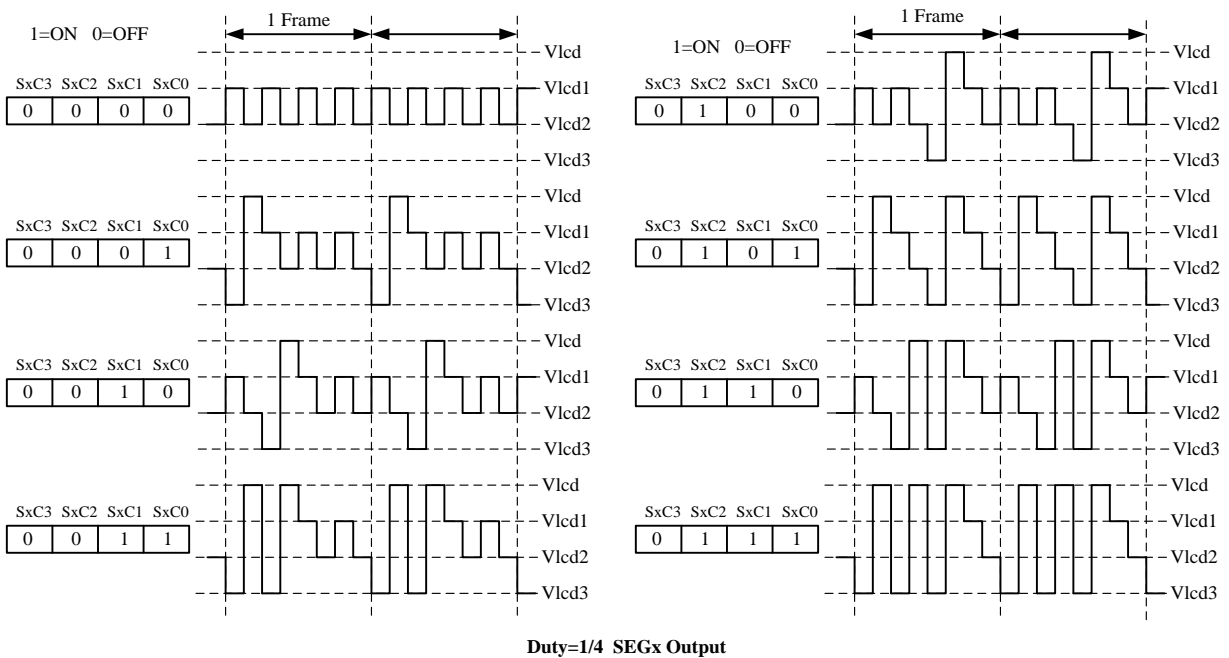 1=ON 0=OFF
1 Frame
SxC3 SxC2 SxC1 SxC0
0 0 0 0
Vlcd1
Vlcd2
Vlcd3
SxC3 SxC2 SxC1 SxC0
0 0 0 1
Vlcd
Vlcd1
Vlcd2
Vlcd3
SxC3 SxC2 SxC1 SxC0
0 0 1 0
Vlcd
Vlcd1
Vlcd2
Vlcd3
SxC3 SxC2 SxC1 SxC0
0 0 1 1
Vlcd
Vlcd1
Vlcd2
Vlcd3
1 Frame
1=ON 0=OFF
Vlcd
SxC3 SxC2 SxC1 SxC0
0 1 0 0
Vlcd1
Vlcd2
Vlcd3
SxC3 SxC2 SxC1 SxC0
0 1 0 1
Vlcd
Vlcd1
Vlcd2
Vlcd3
SxC3 SxC2 SxC1 SxC0
0 1 1 0
Vlcd
Vlcd1
Vlcd2
Vlcd3
SxC3 SxC2 SxC1 SxC0
0 1 1 1
Vlcd
Vlcd1
Vlcd2
Vlcd3
Duty=1/4 SEGx Output